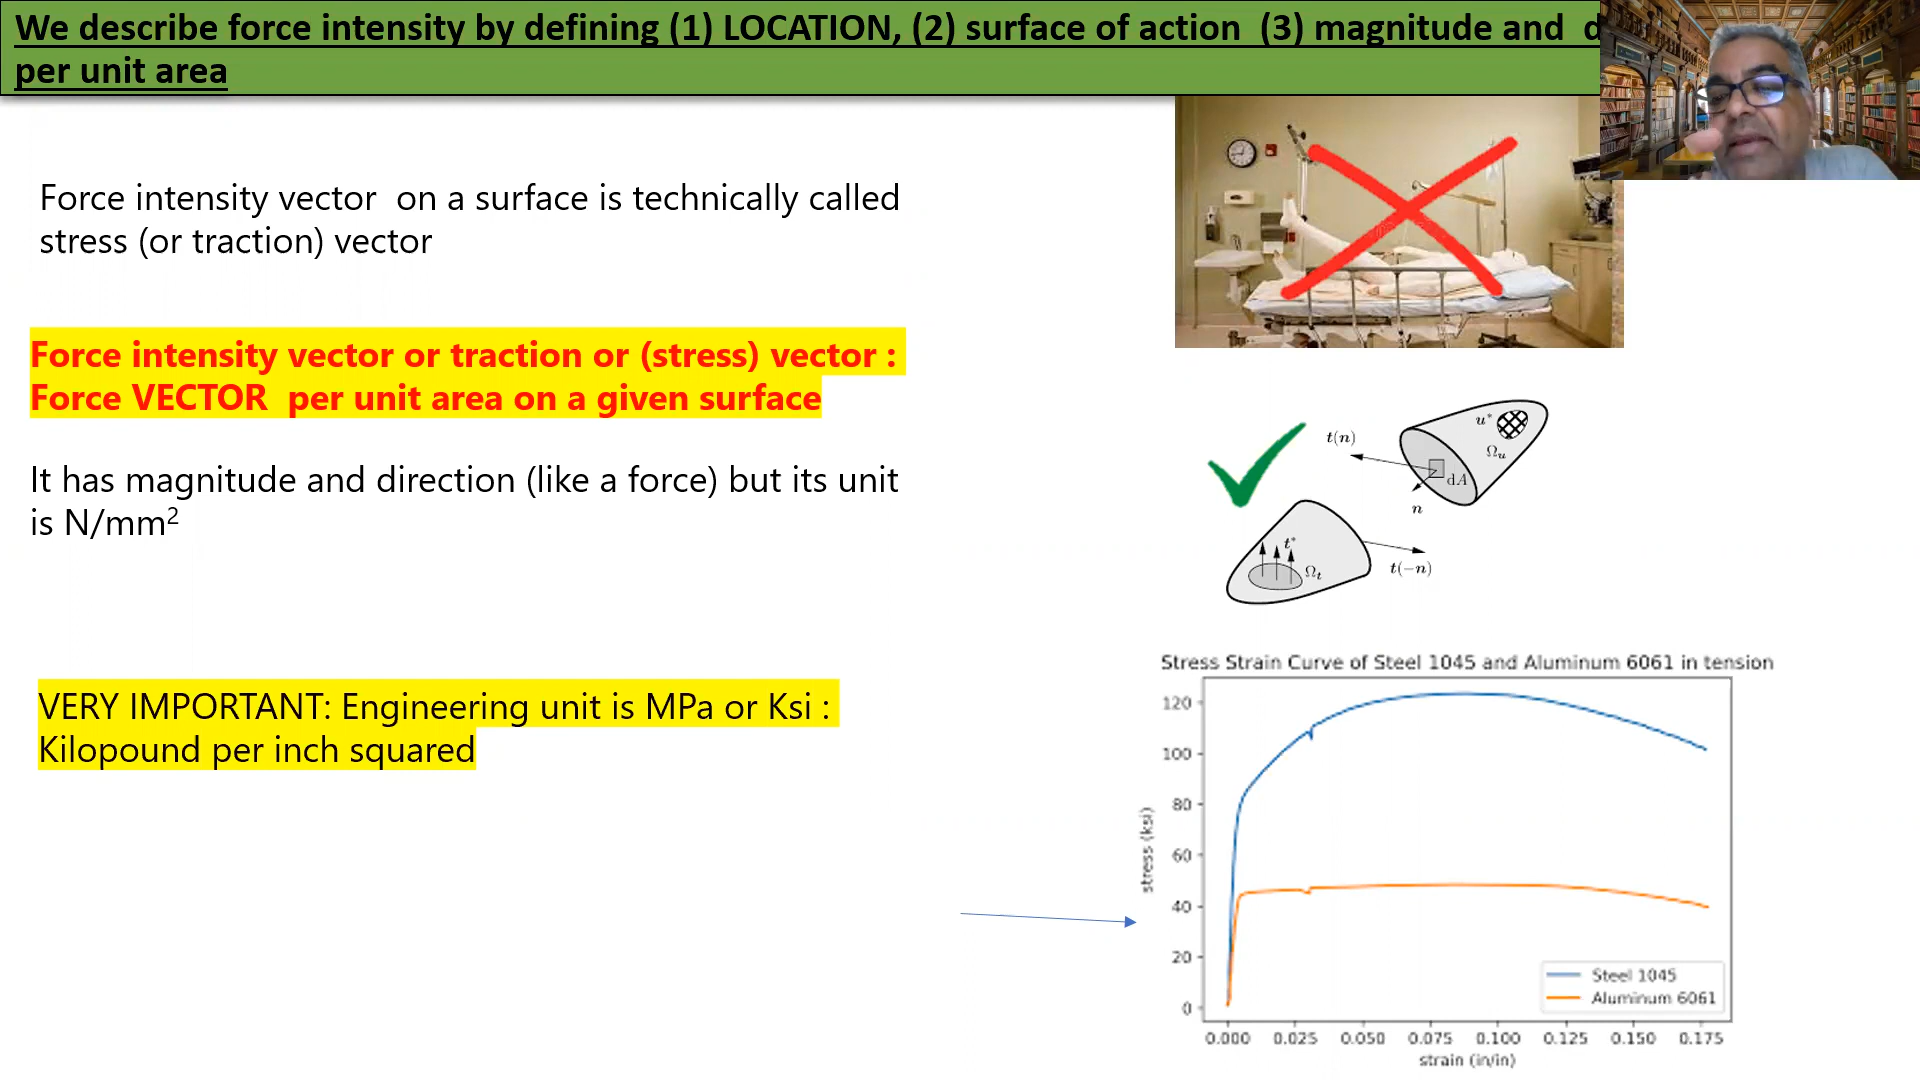 We describe force intensity by defining (1) LOCATION, (2) surface of action (3) magnitude and d
per unit area
Force intensity vector on a surface is technically called
stress (or traction) vector
Force intensity vector or traction or (stress) vector :
Force VECTOR per unit area on a given surface
It has magnitude and direction (like a force) but its unit
is N/mm²
VERY IMPORTANT: Engineering unit is MPa or Ksi :
Kilopound per inch squared
t(n)
u*
Ωu
dA
n
t*
Ωt
t(−n)
Stress Strain Curve of Steel 1045 and Aluminum 6061 in tension
120
100
80
60
40
20
0
stress (ksi)
Steel 1045
Aluminum 6061
0.000 0.025 0.050 0.075 0.100 0.125 0.150 0.175
strain (in/in)